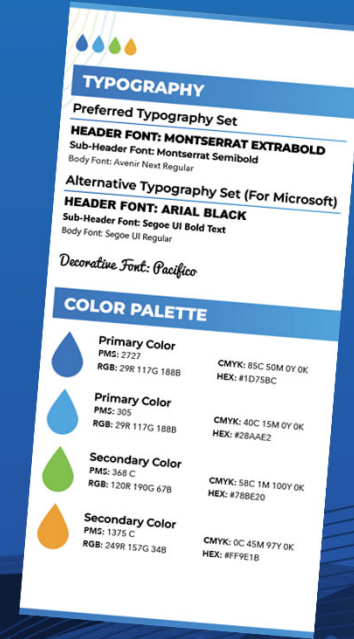 TYPOGRAPHY
Preferred Typography Set
HEADER FONT: MONTSERRAT EXTRABOLD
Sub-Header Font: Montserrat Semibold
Body Font: Avenir Next Regular
Alternative Typography Set (For Microsoft)
HEADER FONT: ARIAL BLACK
Sub-Header Font: Segoe UI Bold Text
Body Font: Segoe UI Regular
Decorative Font: Pacifico
COLOR PALETTE
Primary Color
PMS: 2727
RGB: 29R 117G 188B
CMYK: 85C 50M 0Y 0K
HEX: #1D75BC
Primary Color
PMS: 305
RGB: 29R 117G 188B
CMYK: 40C 15M 0Y 0K
HEX: #28AAE2
Secondary Color
PMS: 368 C
RGB: 120R 190G 67B
CMYK: 58C 1M 100Y 0K
HEX: #78BE20
Secondary Color
PMS: 1375 C
RGB: 249R 157G 34B
CMYK: 0C 45M 97Y 0K
HEX: #FF9E1B